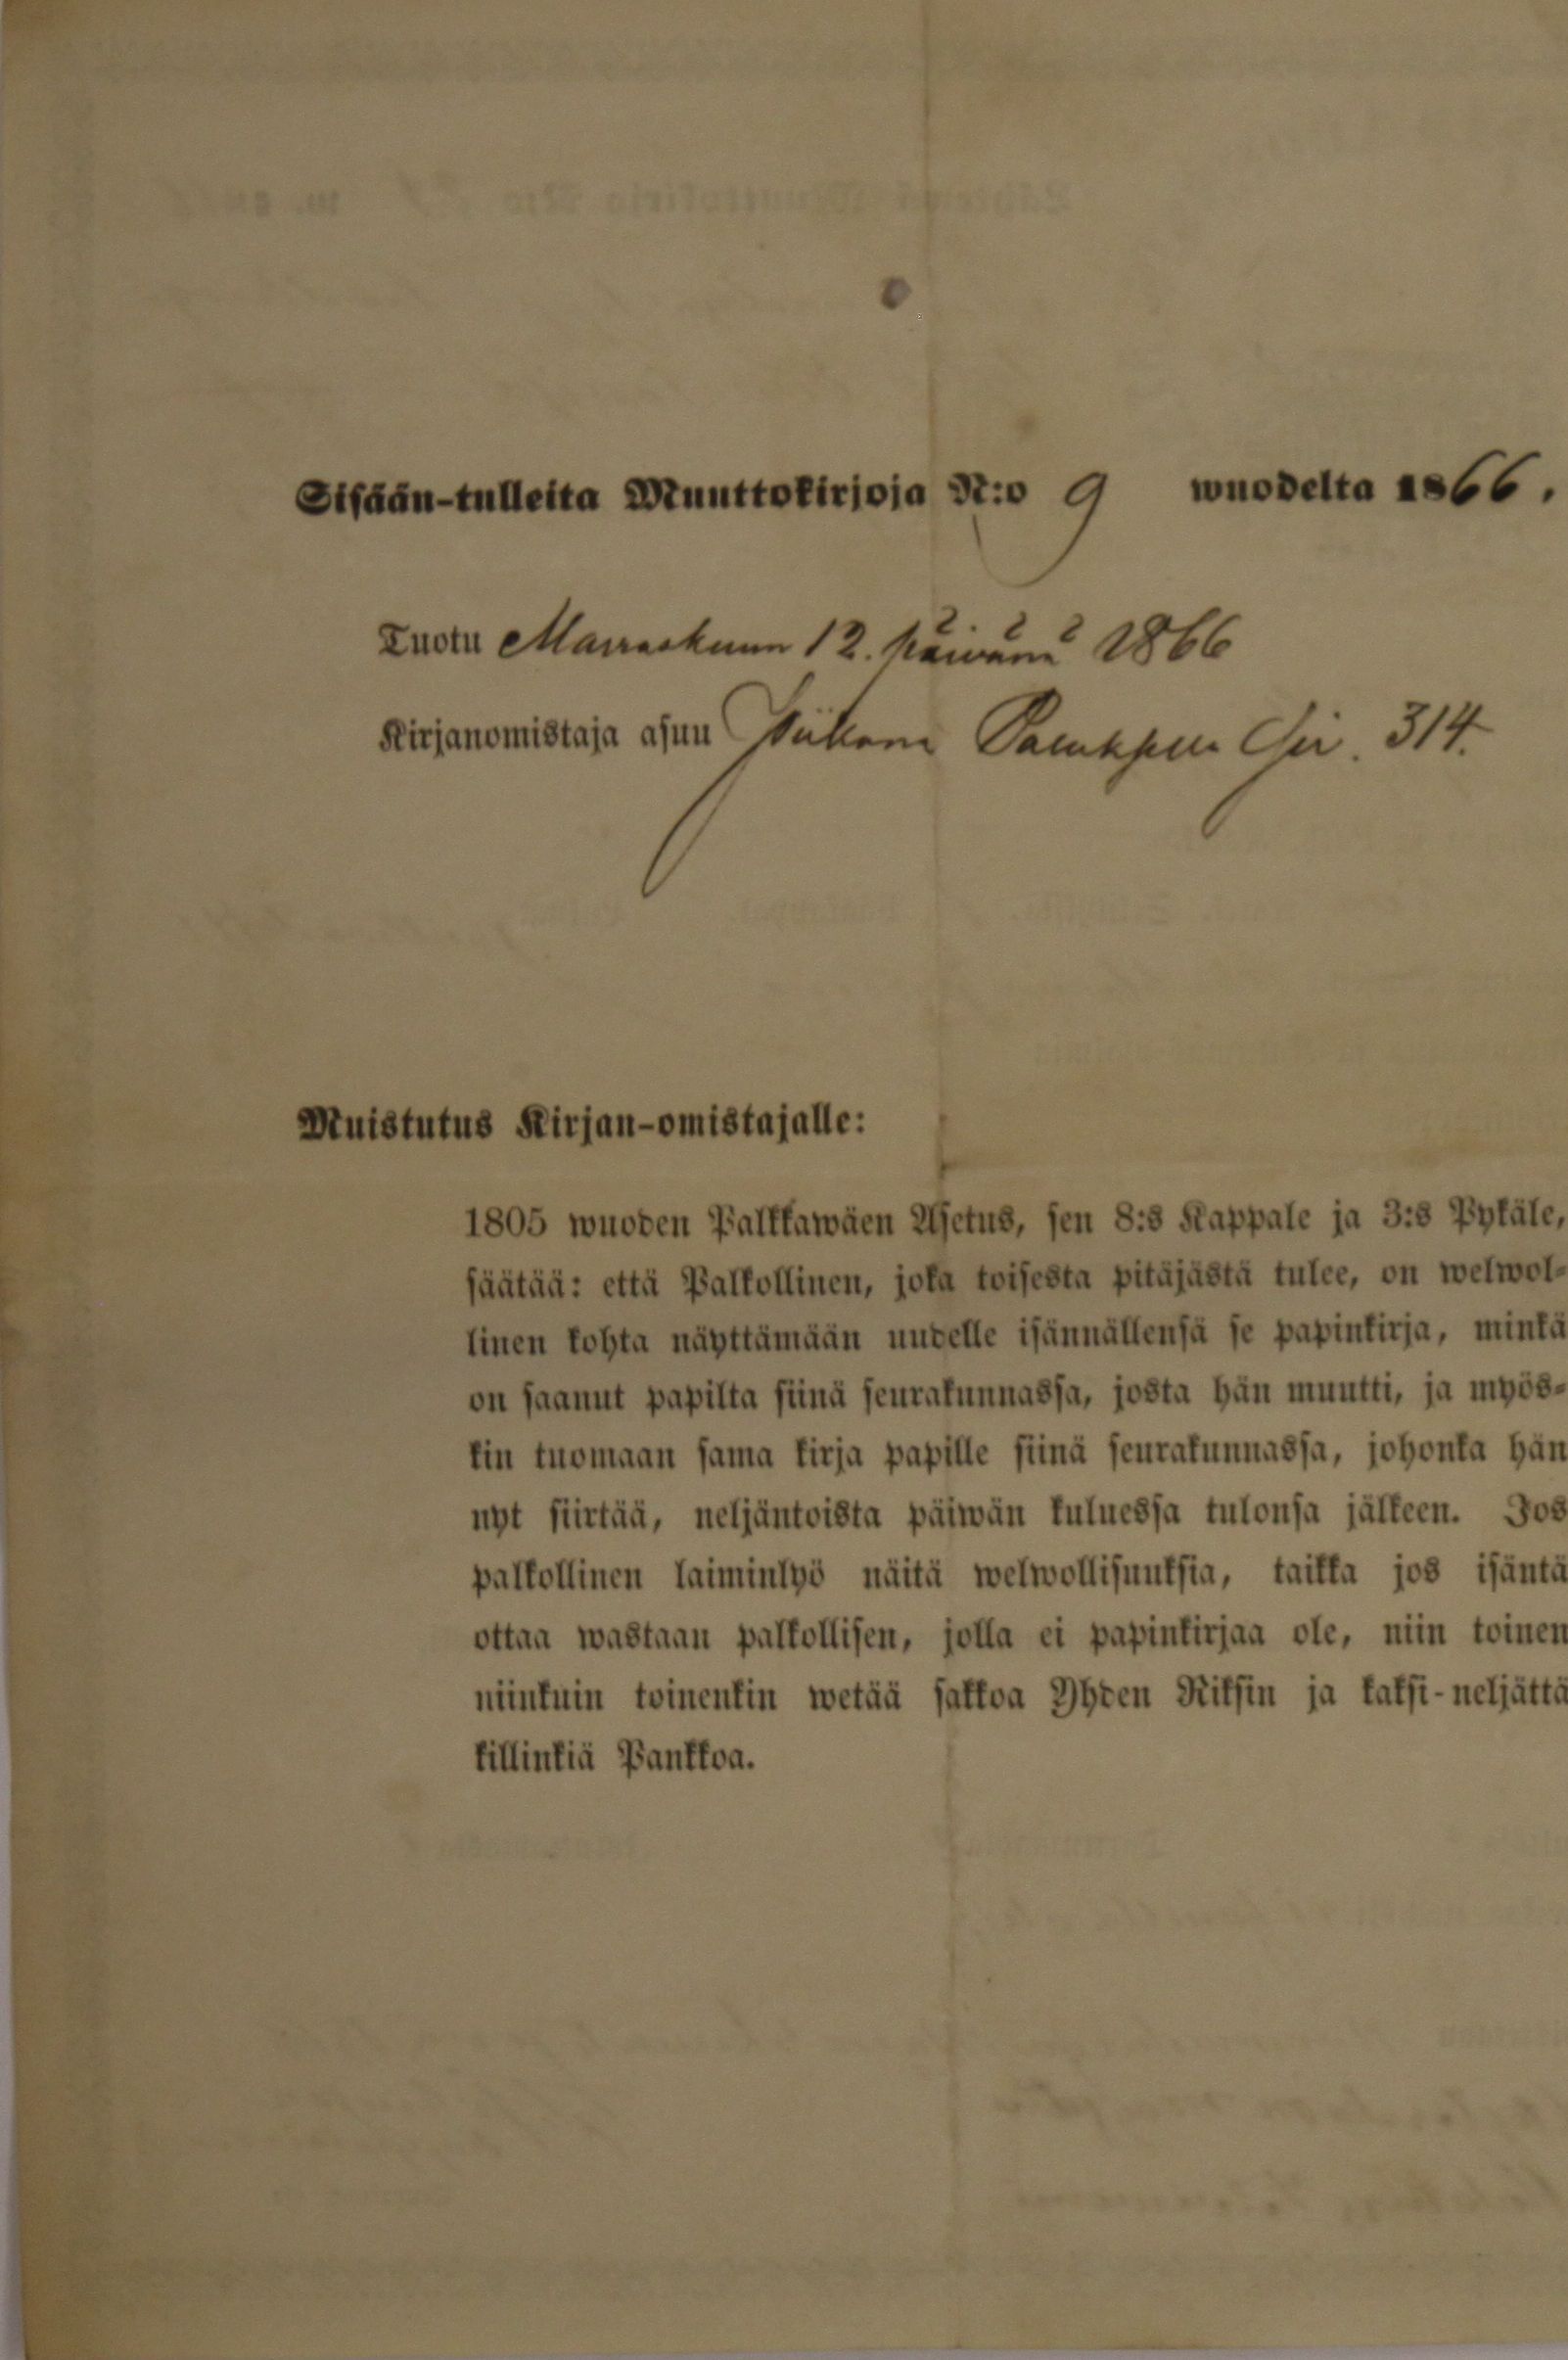 Sisään-tulleita Muuttokirjoja N:o 9 wuodelta 1866.
Tuotu Marraskuun 12. päivänä 1866
Kirjanomistaja asuu 314.
Muistutus Kirjan-omistajalle:
1805 wuoden Palkkawäen Asetus, sen 8:s Kappale ja 3:s Pykäle,
säätää: että Palkollinen, joka toisesta pitäjästä tulee, on welwol-
linen kohta näyttämään uudelle isännällensä se papinkirja, minkä
on saanut papilta siinä seurakunnassa, josta hän muutti, ja myös-
kin tuomaan sama kirja papille siinä seurakunnassa, johonka hän
nyt siirtää, neljäntoista päiwän kuluessa tulonsa jälkeen. Jos
palkollinen laiminlyö näitä welwollisuuksia, taikka jos isäntä
ottaa wastaan palkollisen, jolla ei papinkirjaa ole, niin toinen
niinkuin toinenkin wetää sakkoa Yhden Riksin ja kaksi-neljättä
killinkiä Pankkoa.